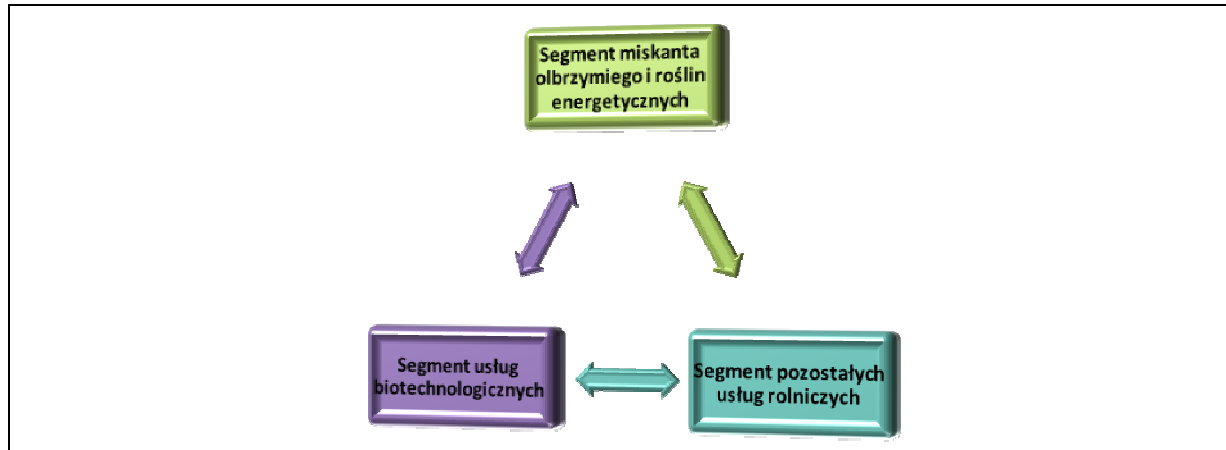 Segment miskanta
olbrzymiego i roślin
energetycznych
Segment usług
biotechnologicznych
Segment pozostałych
usług rolniczych